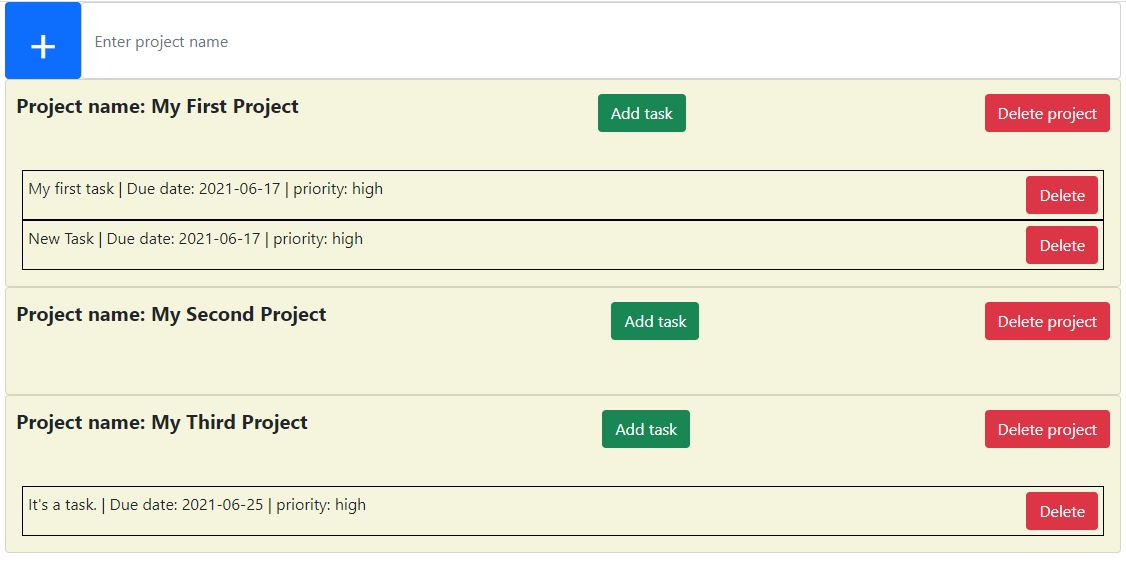 + Enter project name
Project name: My First Project Add task Delete project
My first task | Due date: 2021-06-17 | priority: high Delete
New Task | Due date: 2021-06-17 | priority: high Delete
Project name: My Second Project Add task Delete project
Project name: My Third Project Add task Delete project
It's a task. | Due date: 2021-06-25 | priority: high Delete